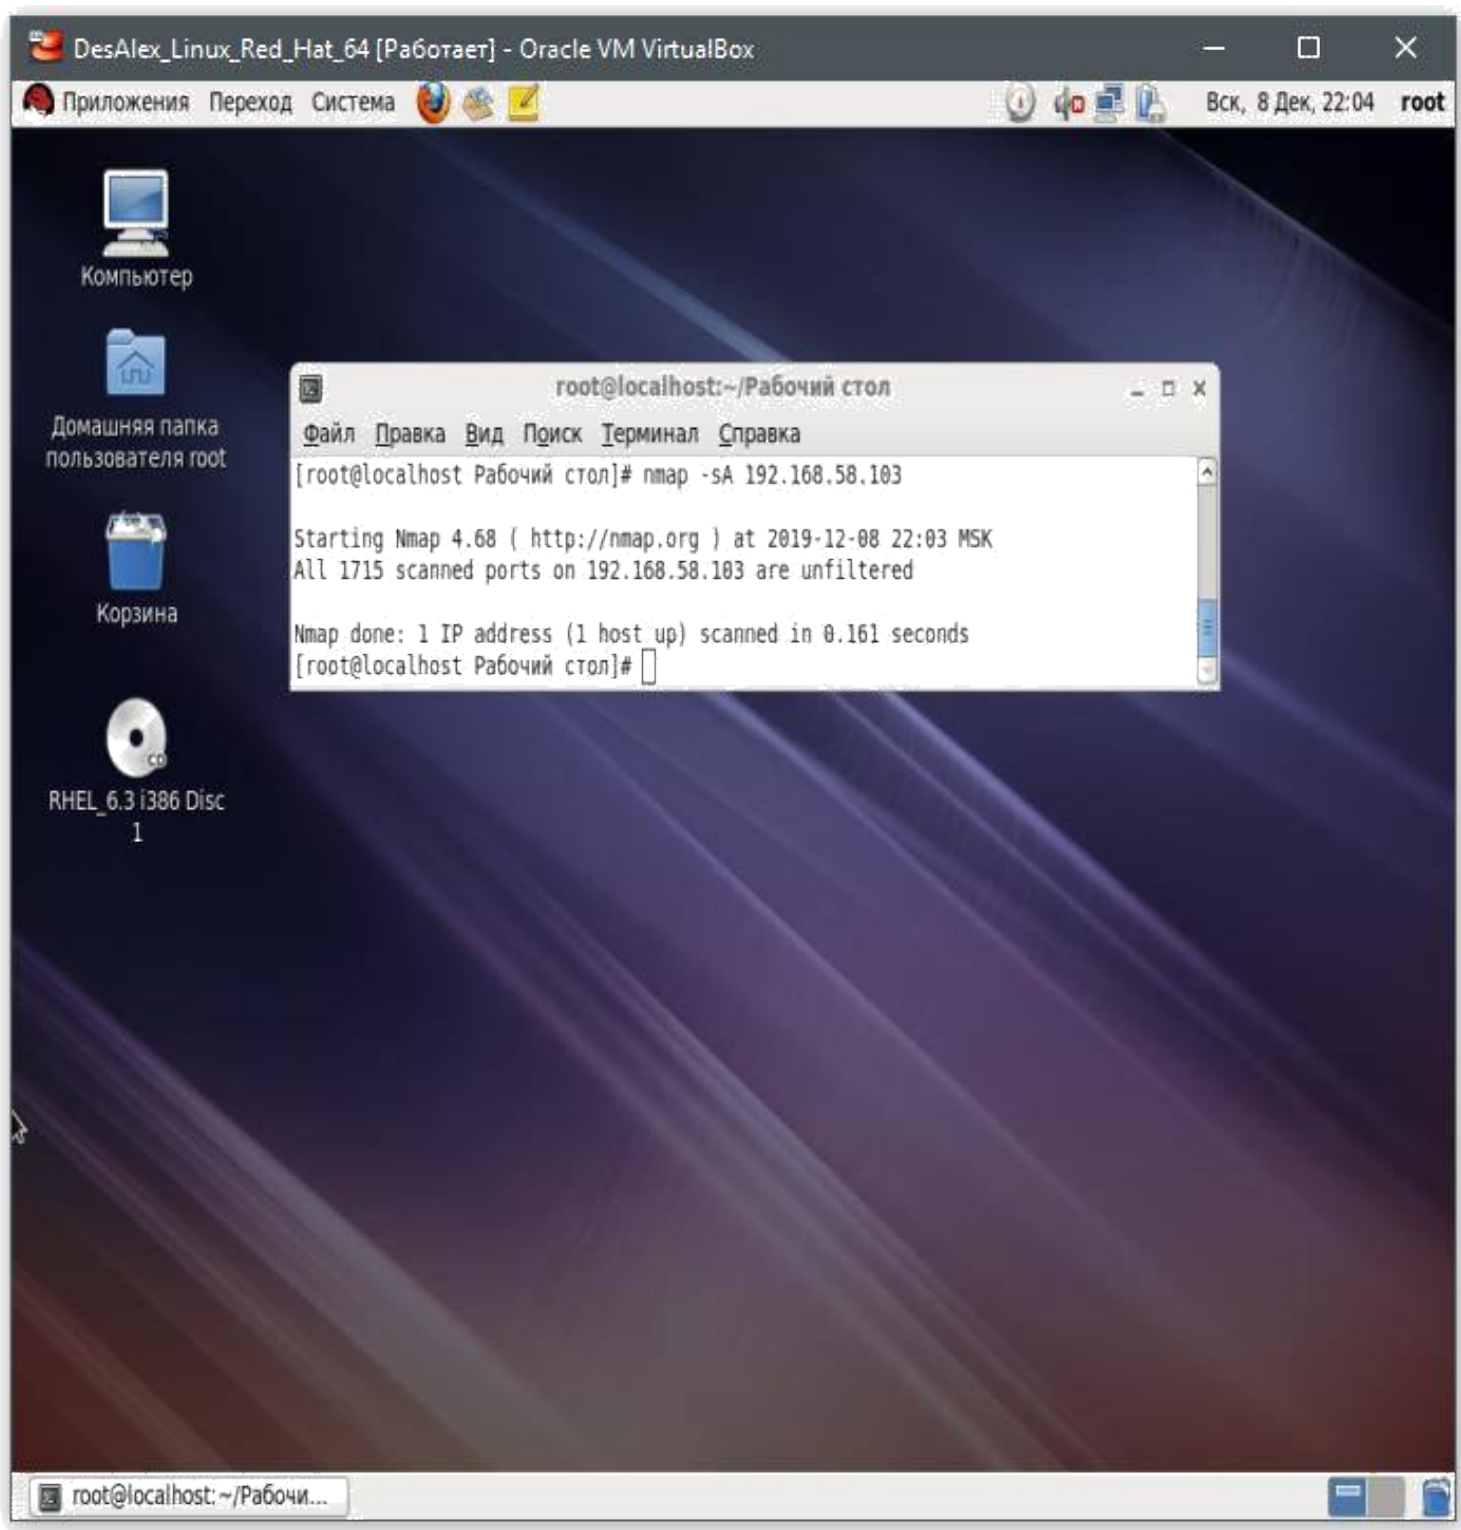 DesAlex_Linux_Red_Hat_64 [Работает] - Oracle VM VirtualBox
Приложения Переход Система Вск, 8 Дек, 22:04 root
Компьютер
Домашняя папка
пользователя root
Корзина
RHEL_6.3 i386 Disc
1
root@localhost:~/Рабочий стол
Файл Правка Вид Поиск Терминал Справка
[root@localhost Рабочий стол]# nmap -sA 192.168.58.103
Starting Nmap 4.68 ( http://nmap.org ) at 2019-12-08 22:03 MSK
All 1715 scanned ports on 192.168.58.103 are unfiltered
Nmap done: 1 IP address (1 host up) scanned in 0.161 seconds
[root@localhost Рабочий стол]#
root@localhost:~/Рабочи...